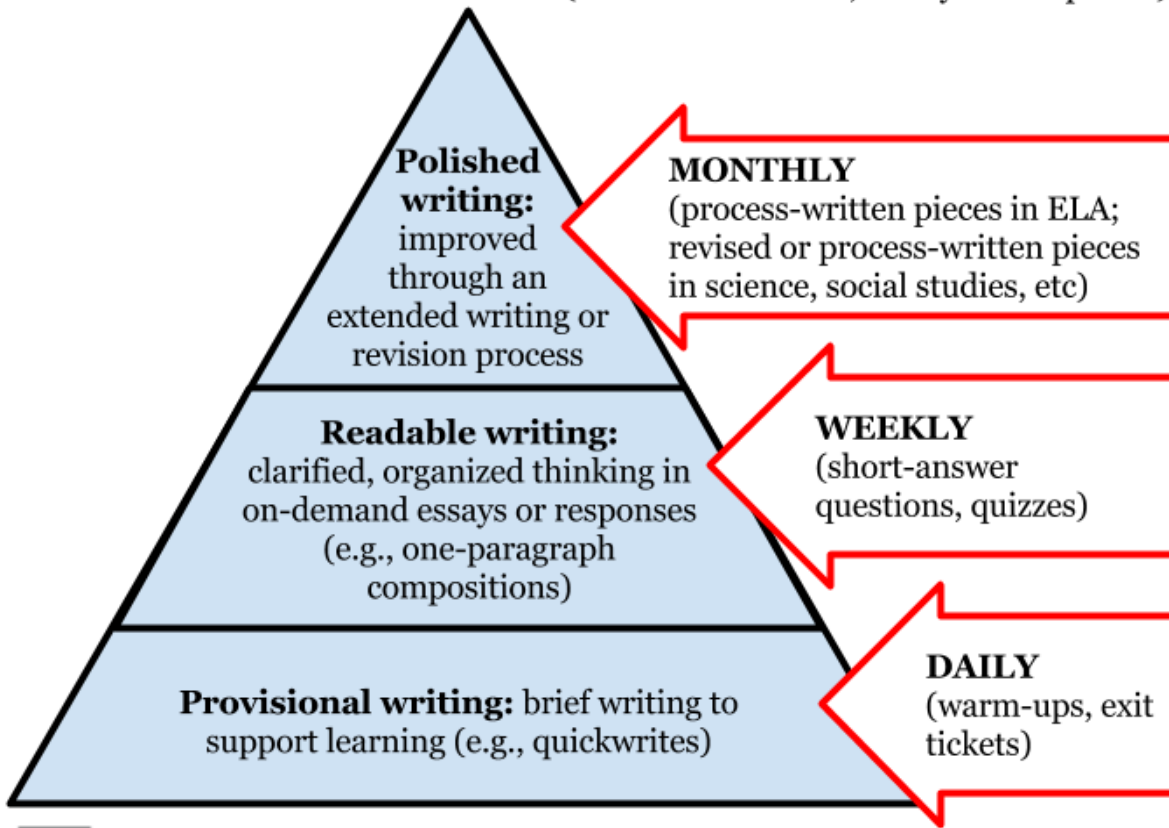 Polished
writing:
improved
through an
extended writing or
revision process
MONTHLY
(process-written pieces in ELA;
revised or process-written pieces
in science, social studies, etc)
Readable writing:
clarified, organized thinking in
on-demand essays or responses
(e.g., one-paragraph
compositions)
WEEKLY
(short-answer
questions, quizzes)
Provisional writing: brief writing to
support learning (e.g., quickwrites)
DAILY
(warm-ups, exit
tickets)